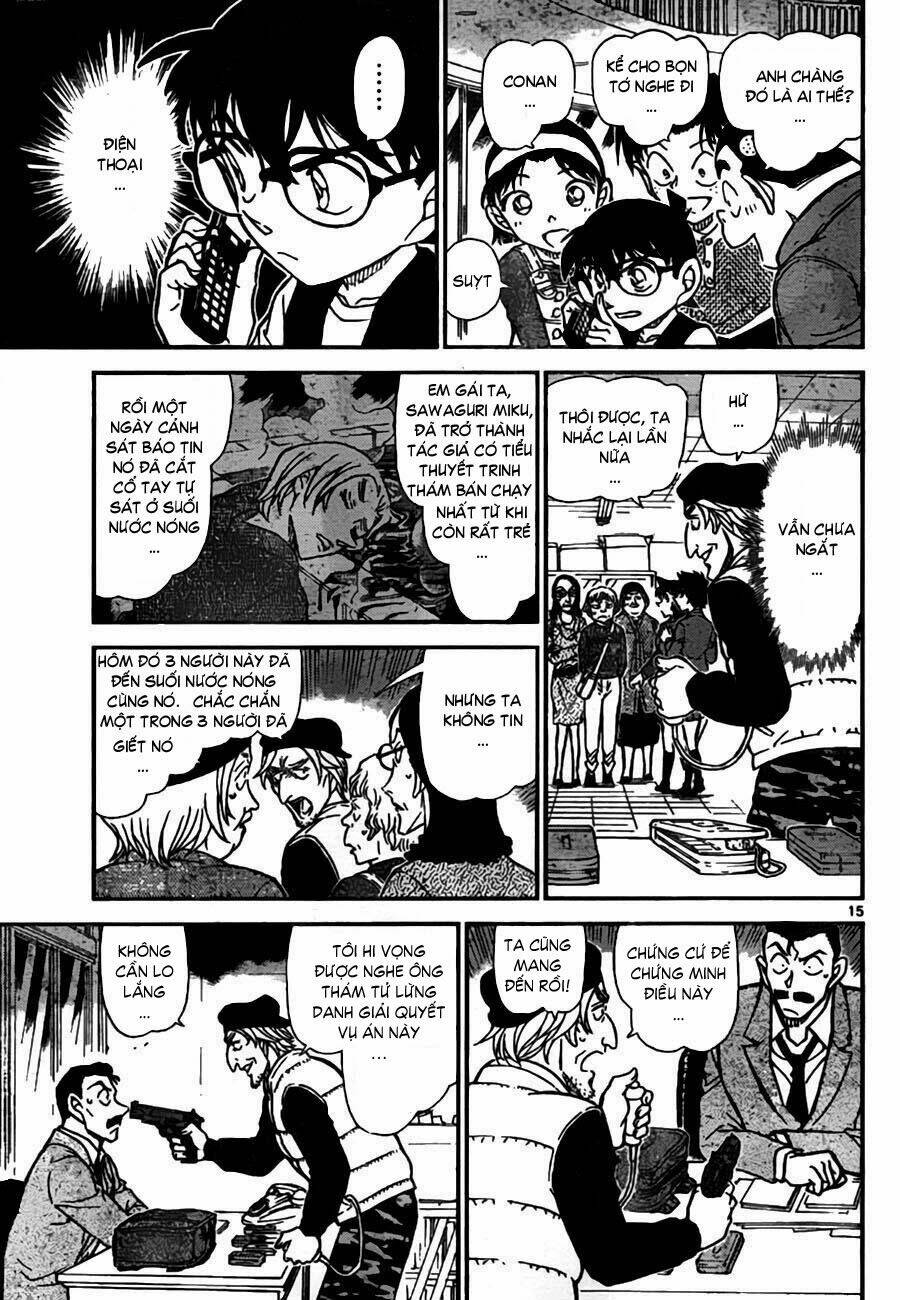 ANH CHÀNG
ĐÓ LÀ AI THẾ?
...
KỂ CHO BỌN
TỚ NGHE ĐI
...
CONAN
...
SUỴT
......
ĐIỆN
THOẠI
...
HỪ
...
THÔI ĐƯỢC, TA
NHẮC LẠI LẦN
NỮA
...
VẪN CHƯA
NGẮT
...
EM GÁI TA,
SAWAGURI MIKU,
ĐÃ TRỞ THÀNH
TÁC GIẢ CÓ TIỂU
THUYẾT TRINH
THÁM BÁN CHẠY
NHẤT TỪ KHI
CÒN RẤT TRẺ
...
RỒI MỘT
NGÀY CẢNH
SÁT BÁO TIN
NÓ ĐÃ CẮT
CỔ TAY TỰ
SÁT Ở SUỐI
NƯỚC NÓNG
...
NHƯNG TA
KHÔNG TIN
...
HÔM ĐÓ 3 NGƯỜI NÀY ĐÃ
ĐẾN SUỐI NƯỚC NÓNG
CÙNG NÓ. CHẮC CHẮN
MỘT TRONG 3 NGƯỜI ĐÃ
GIẾT NÓ
...
15
CHỨNG CỨ ĐỂ
CHỨNG MINH
ĐIỀU NÀY
...
TA CŨNG
MANG
ĐẾN RỒI!
TÔI HI VỌNG
ĐƯỢC NGHE ÔNG
THÁM TỬ LỪNG
DANH GIẢI QUYẾT
VỤ ÁN NÀY
...
KHÔNG
CẦN LO
LẮNG
...